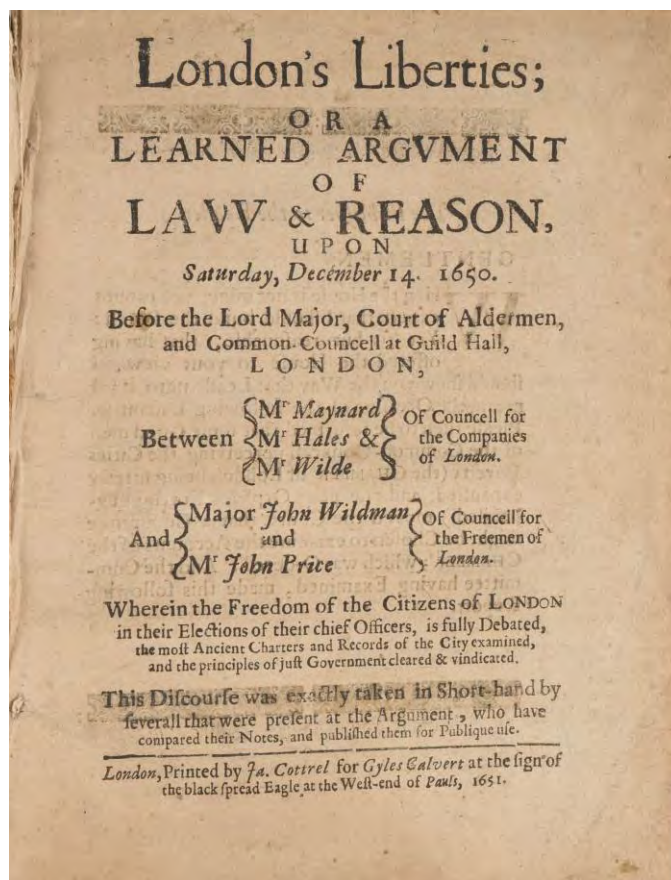 London's Liberties;
OR A
LEARNED ARGVMENT
OF
LAVV & REASON,
UPON
Saturday, December 14. 1650.
Before the Lord Major, Court of Aldermen,
and Common-Councell at Guild Hall,
LONDON,
Between { Mr Maynard
Mr Hales &
Mr Wilde } Of Councell for
the Companies
of London.
And { Major John Wildman
and
Mr John Price } Of Councell for
the Freemen of
London.
Wherein the Freedom of the Citizens of LONDON
in their Elections of their chief Officers, is fully Debated,
the moſt Ancient Charters and Records of the City examined,
and the principles of juſt Government cleared & vindicated.
This Diſcourſe was exactly taken in Short-hand by
ſeverall that were preſent at the Argument, who have
compared their Notes, and publiſhed them for Publique uſe.
London, Printed by Ja. Cottrel for Gyles Calvert at the ſign of
the black ſpread Eagle at the Weſt-end of Pauls, 1651.